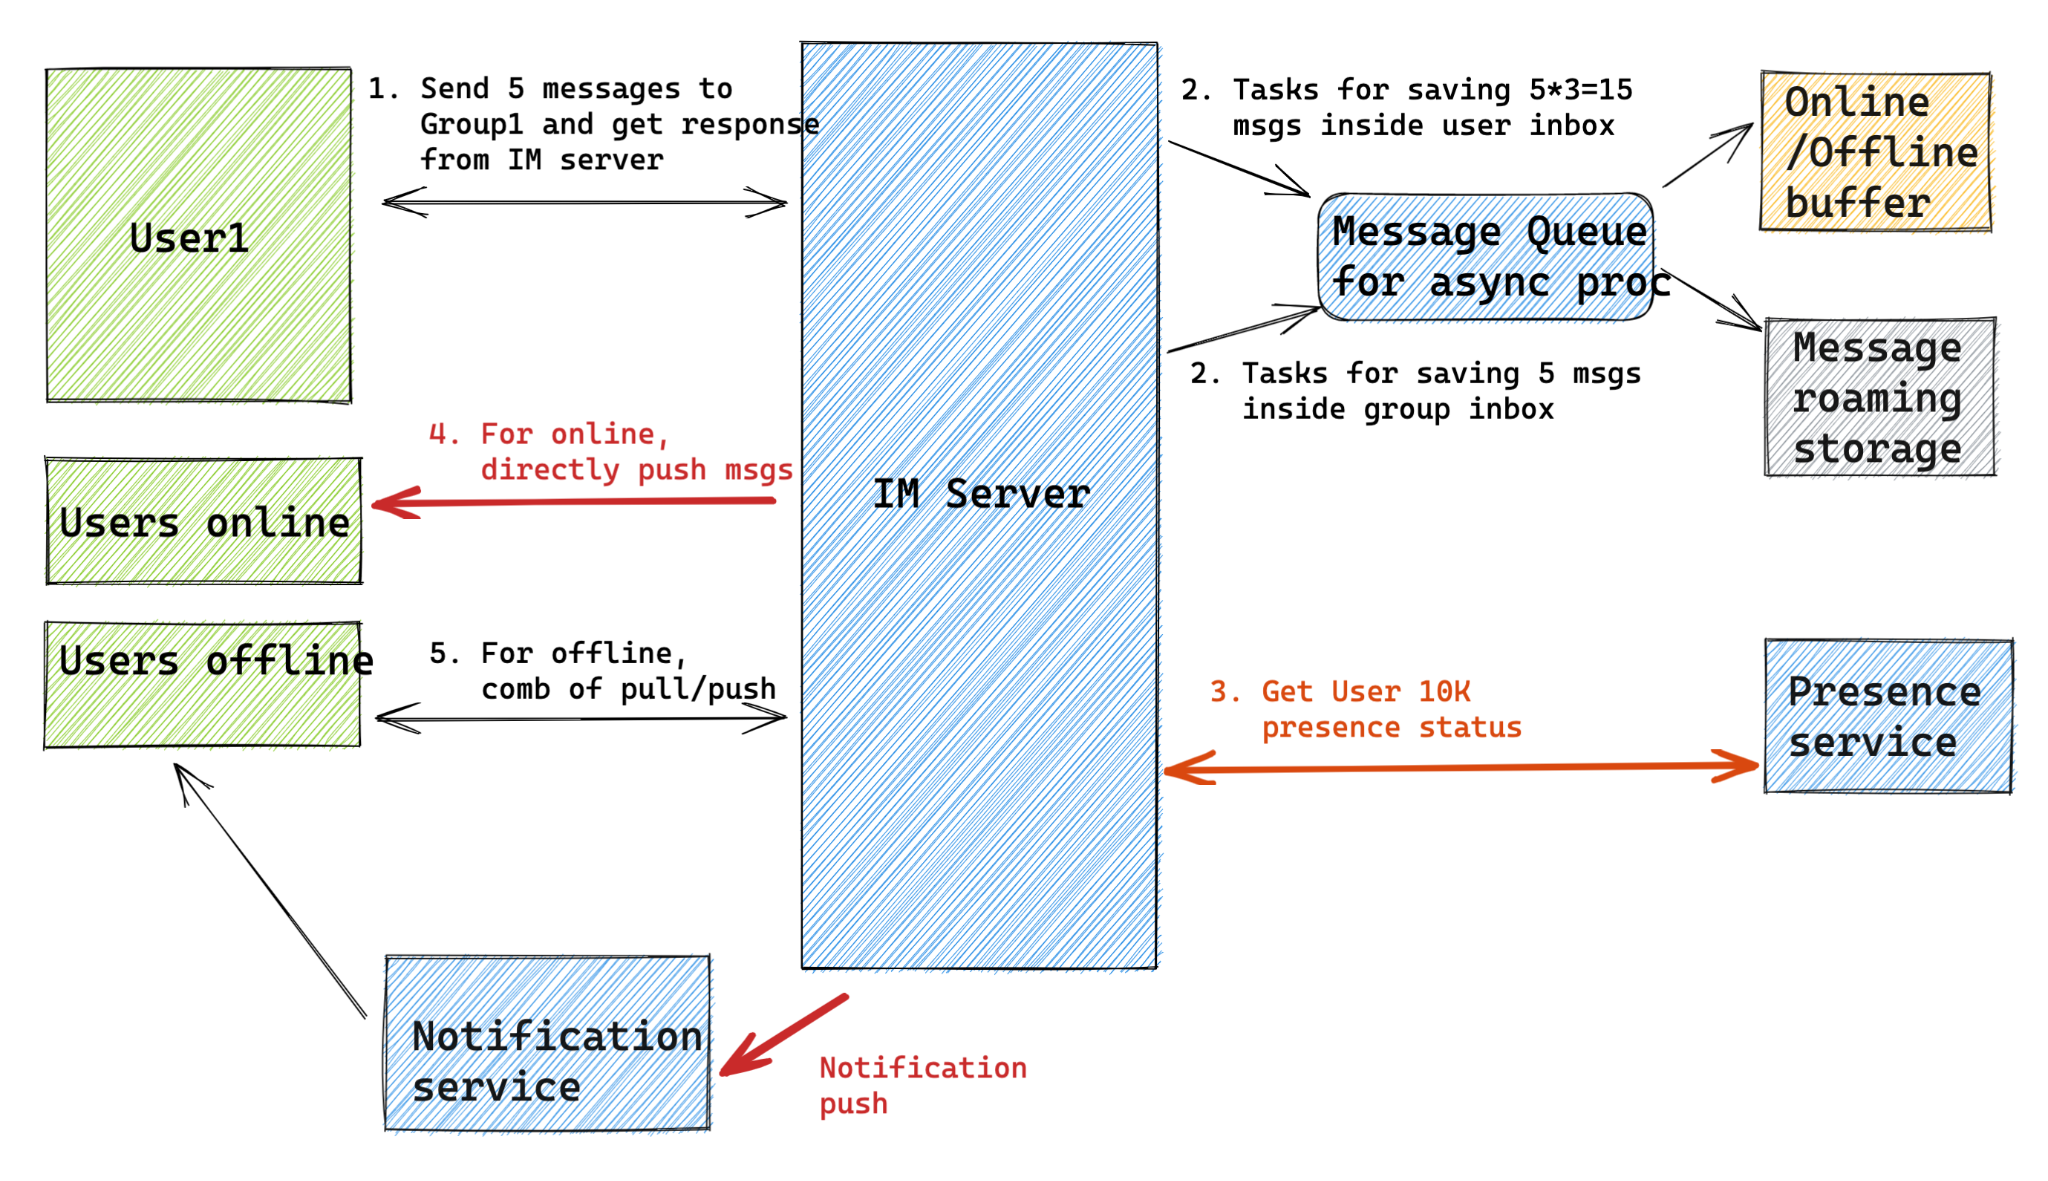 User1
1. Send 5 messages to
Group1 and get response
from IM server
IM Server
2. Tasks for saving 5*3=15
msgs inside user inbox
Message Queue
for async proc
2. Tasks for saving 5 msgs
inside group inbox
Online
/Offline
buffer
Message
roaming
storage
4. For online,
directly push msgs
Users online
Users offline
5. For offline,
comb of pull/push
3. Get User 10K
presence status
Presence
service
Notification
service
Notification
push